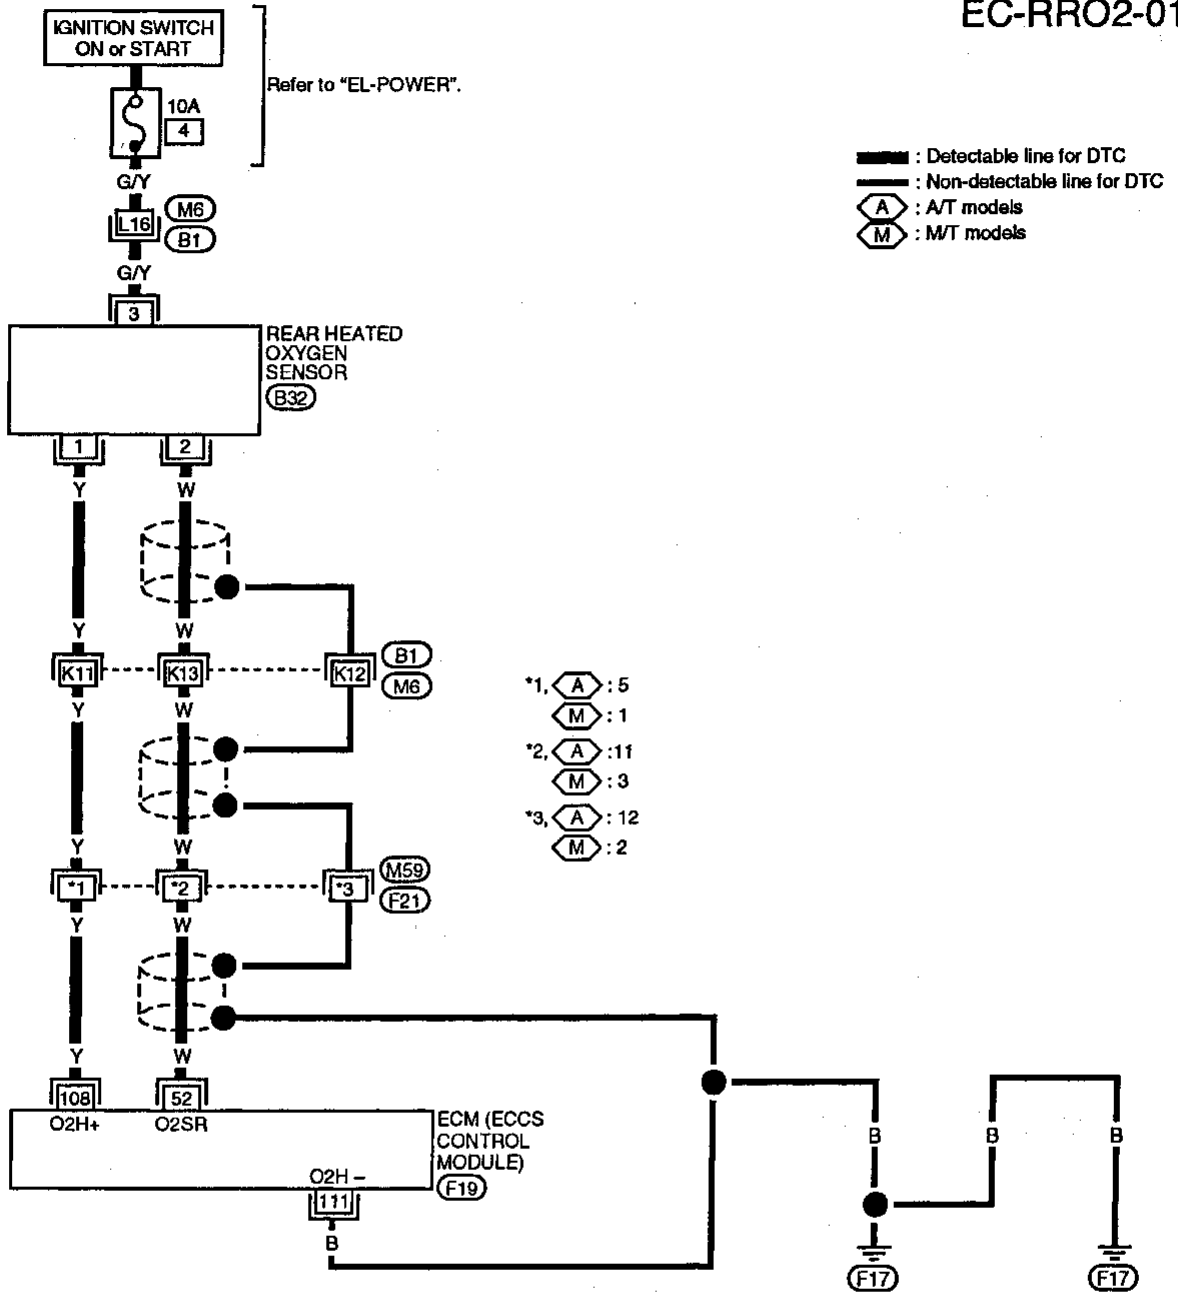 EC-RRO2-01
IGNITION SWITCH
ON or START
Refer to "EL-POWER".
10A
4
G/Y
L16
M6
B1
G/Y
3
: Detectable line for DTC
: Non-detectable line for DTC
A : A/T models
M : M/T models
REAR HEATED
OXYGEN
SENSOR
B32
1 2
Y W
Y W
K11 K13 K12
B1
M6
Y W
*1, A : 5
M : 1
*2, A :11
M : 3
*3, A : 12
M : 2
Y W
*1 *2 *3
M59
F21
Y W
Y W
108 52
O2H+ O2SR
ECM (ECCS
CONTROL
MODULE)
F19
O2H –
111
B
B B B
F17 F17